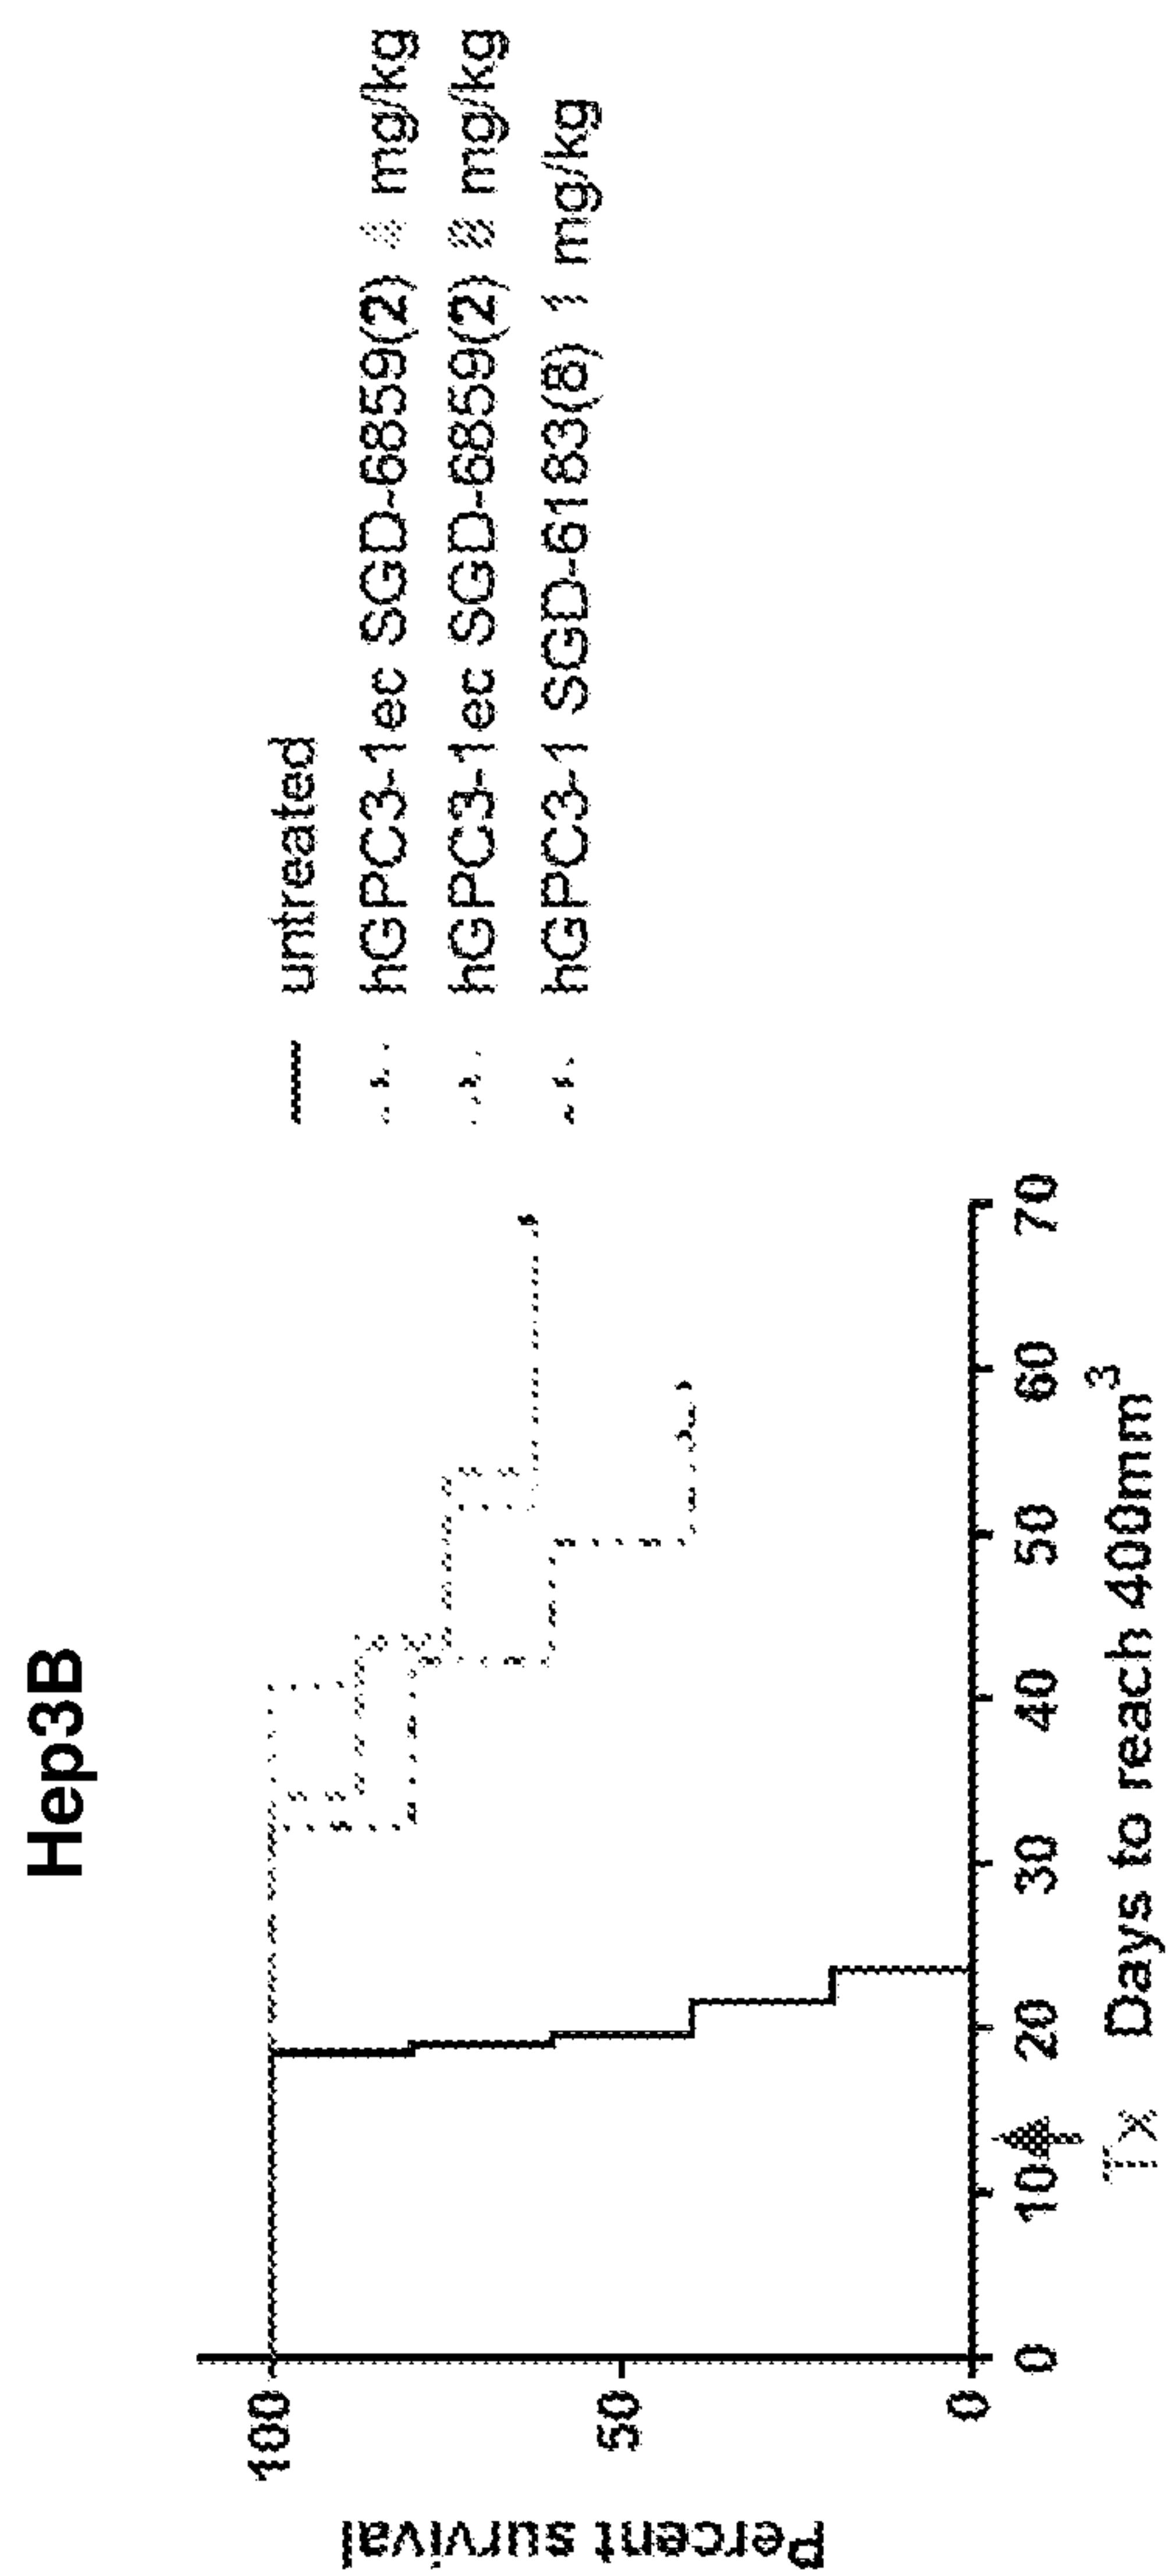 Hep3B
Percent survival
100
50
0
0 10 20 30 40 50 60 70
Tx Days to reach 400mm³
untreated
hGPC3-1ec SGD-6859(2) mg/kg
hGPC3-1ec SGD-6859(2) mg/kg
hGPC3-1 SGD-6183(8) 1 mg/kg